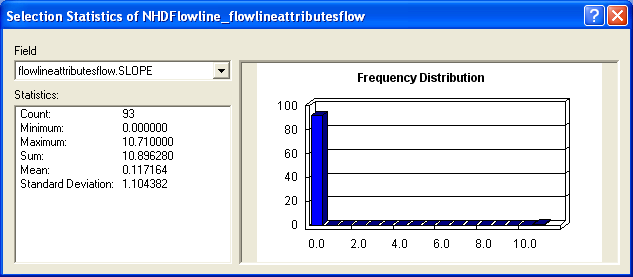 Selection Statistics of NHDFlowline_flowlineattributesflow
Field
flowlineattributesflow.SLOPE
Statistics:
Count: 93
Minimum: 0.000000
Maximum: 10.710000
Sum: 10.896280
Mean: 0.117164
Standard Deviation: 1.104382
Frequency Distribution
100
80
60
40
20
0
0.0 2.0 4.0 6.0 8.0 10.0